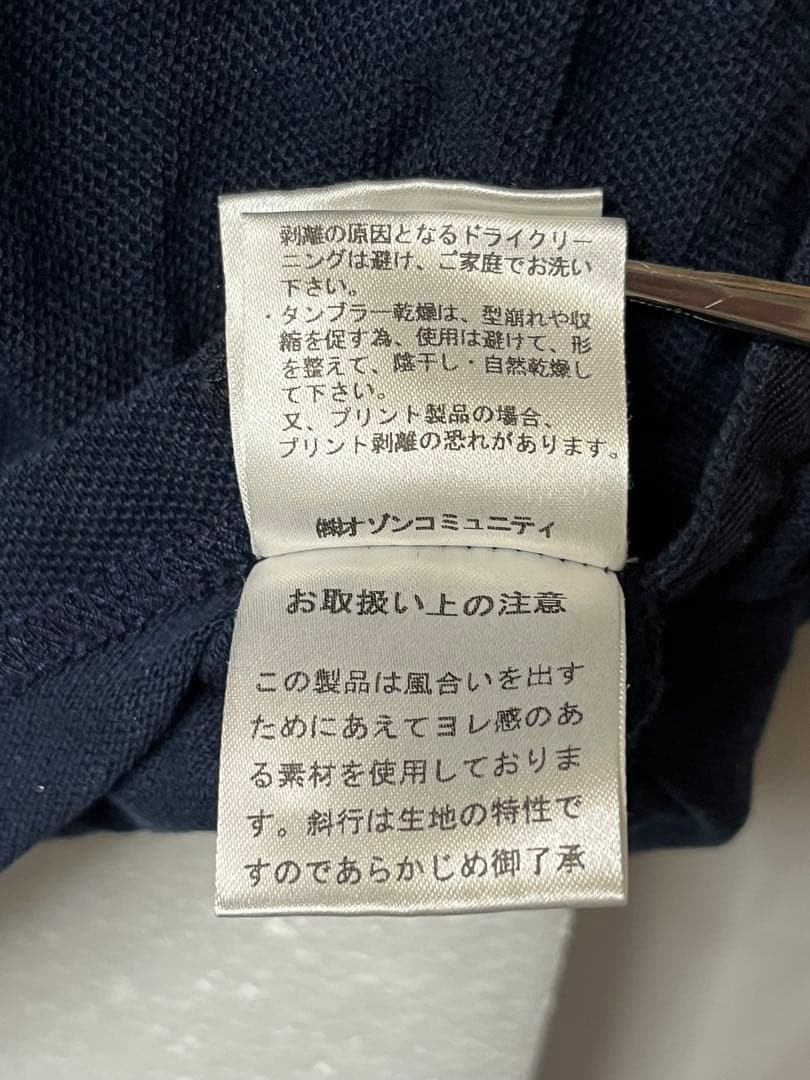 剥離の原因となるドライクリー
ニングは避け、ご家庭でお洗い
下さい。
・タンブラー乾燥は、型崩れや収
縮を促す為、使用は避けて、形
を整えて、陰干し・自然乾燥し
て下さい。
又、プリント製品の場合、
プリント剥離の恐れがあります。
㈱オゾンコミュニティ
お取扱い上の注意
この製品は風合いを出す
ためにあえてヨレ感のあ
る素材を使用しておりま
す。斜行は生地の特性で
すのであらかじめ御了承